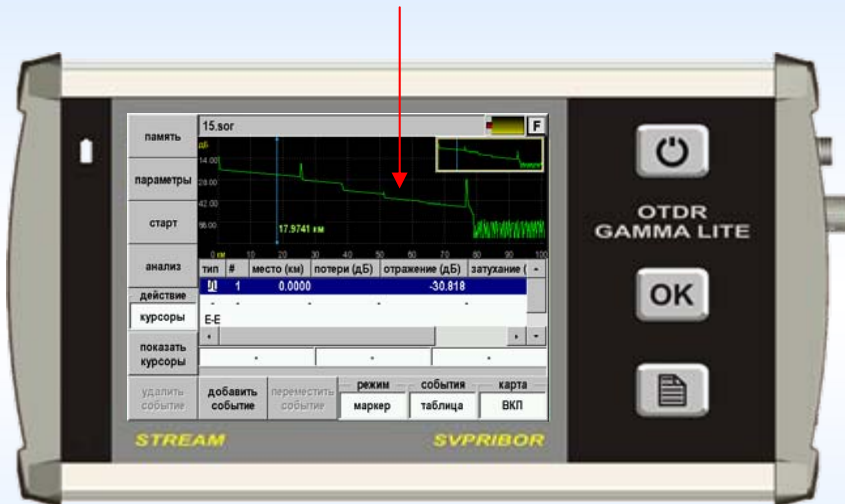 15.sor
F
память
параметры
старт
анализ
действие
курсоры
показать
курсоры
дБ
14.00
28.00
42.00
56.00
17.9741 км
0 км 10 20 30 40 50 60 70 80 90 100
тип # место (км) потери (дБ) отражение (дБ) затухание (
1 0.0000 -30.818
- - - - -
E-E
- - -
удалить
событие
добавить
событие
переместить
событие
режим
маркер
события
таблица
карта
ВКЛ
STREAM SVPRIBOR
OTDR
GAMMA LITE
OK